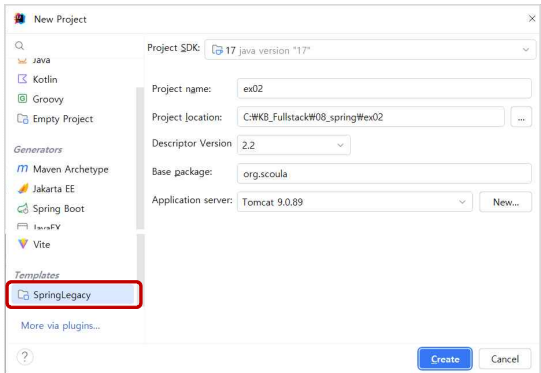 New Project
Java
Kotlin
Groovy
Empty Project
Generators
Maven Archetype
Jakarta EE
Spring Boot
JavaFX
Vite
Templates
SpringLegacy
More via plugins...
?
Project SDK: 17 java version "17"
Project name: ex02
Project location: C:₩KB_Fullstack₩08_spring₩ex02 ...
Descriptor Version 2.2
Base package: org.scoula
Application server: Tomcat 9.0.89 New...
Create Cancel